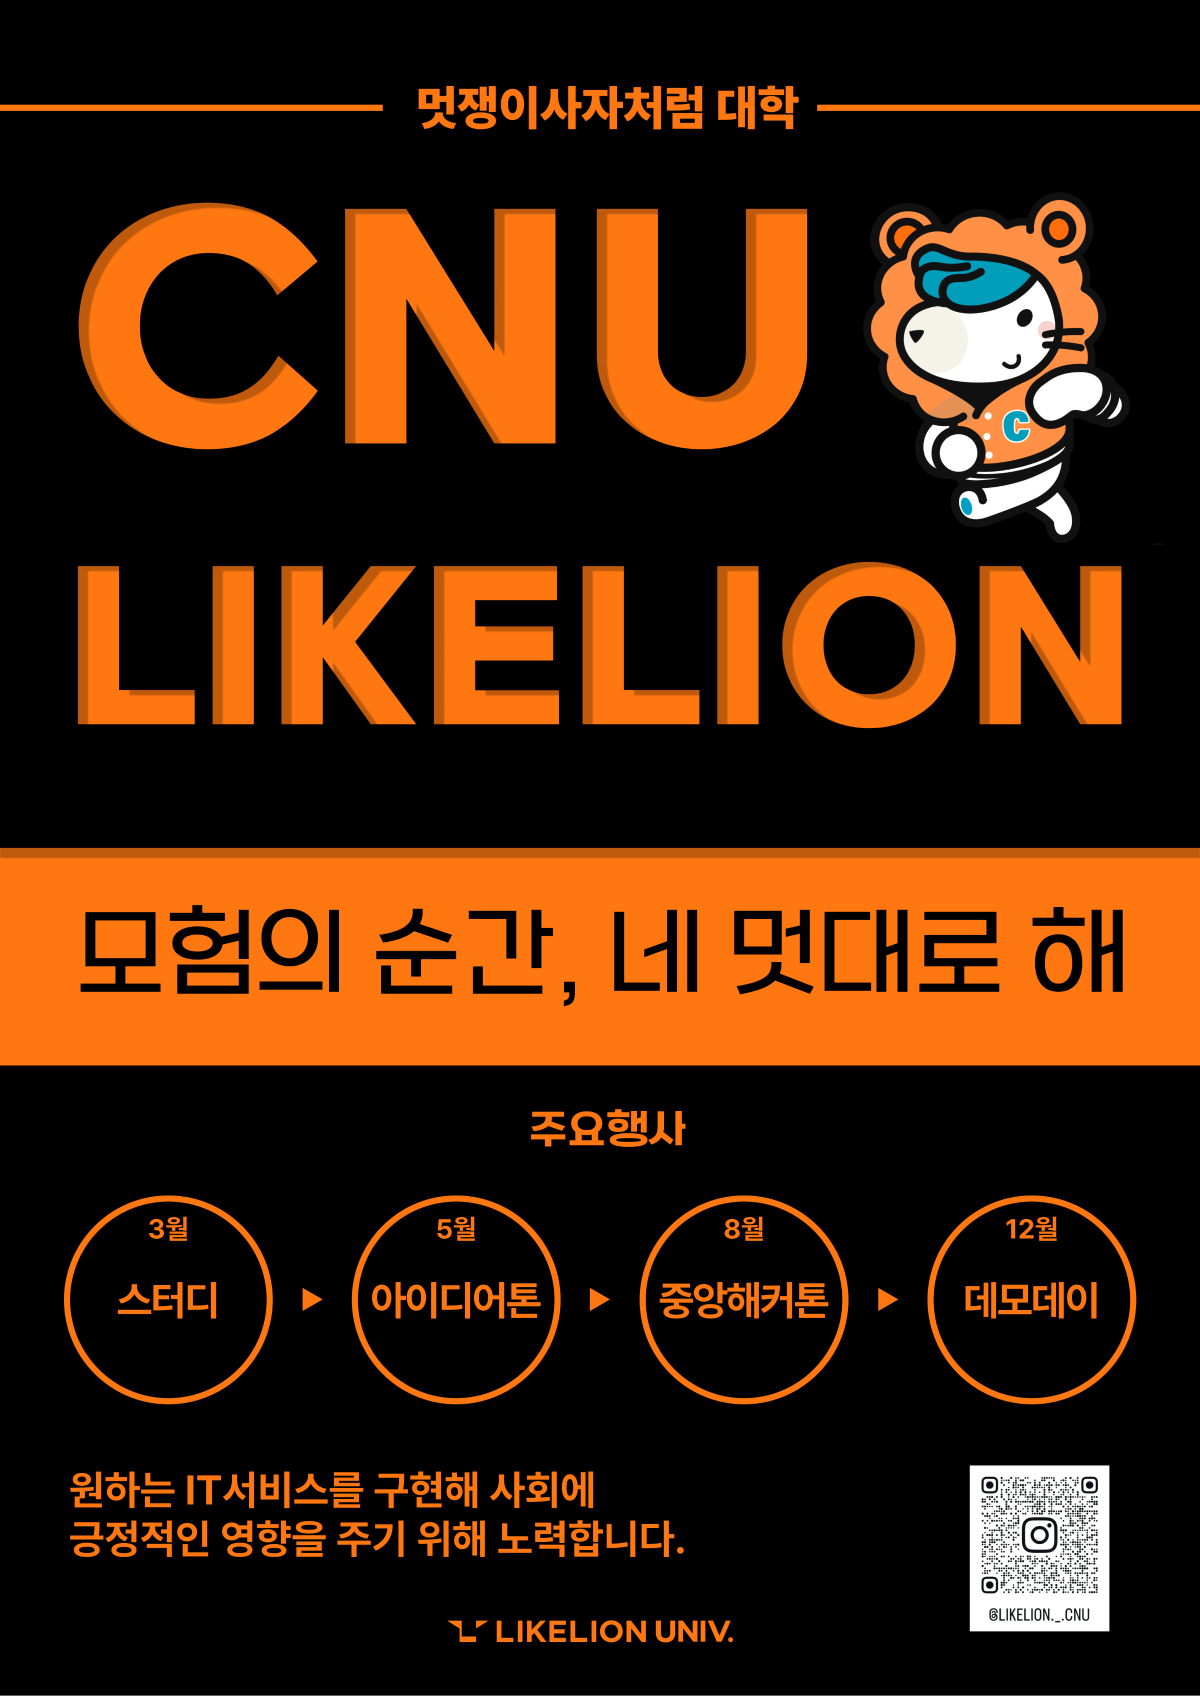 멋쟁이사자처럼 대학
CNU
C
LIKELION
모험의 순간, 네 멋대로 해
주요행사
3월
스터디
5월
아이디어톤
8월
중앙해커톤
12월
데모데이
원하는 IT서비스를 구현해 사회에
긍정적인 영향을 주기 위해 노력합니다.
@LIKELION._.CNU
LIKELION UNIV.